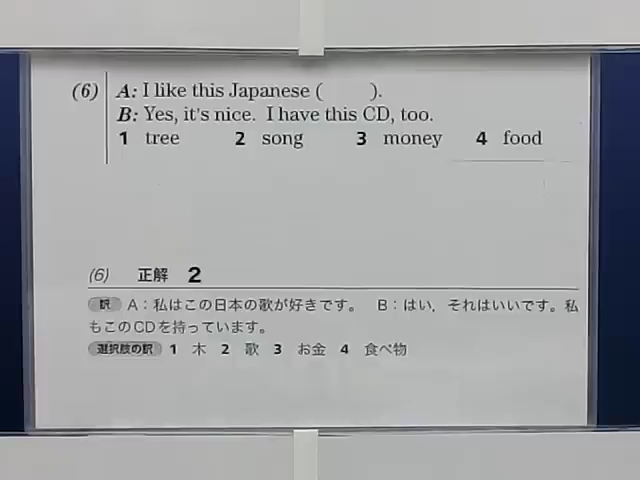 (6) A: I like this Japanese (      ).
B: Yes, it's nice. I have this CD, too.
1 tree 2 song 3 money 4 food
(6) 正解 2
訳 A：私はこの日本の歌が好きです。 B：はい，それはいいです。私
もこのCDを持っています。
選択肢の訳 1 木 2 歌 3 お金 4 食べ物